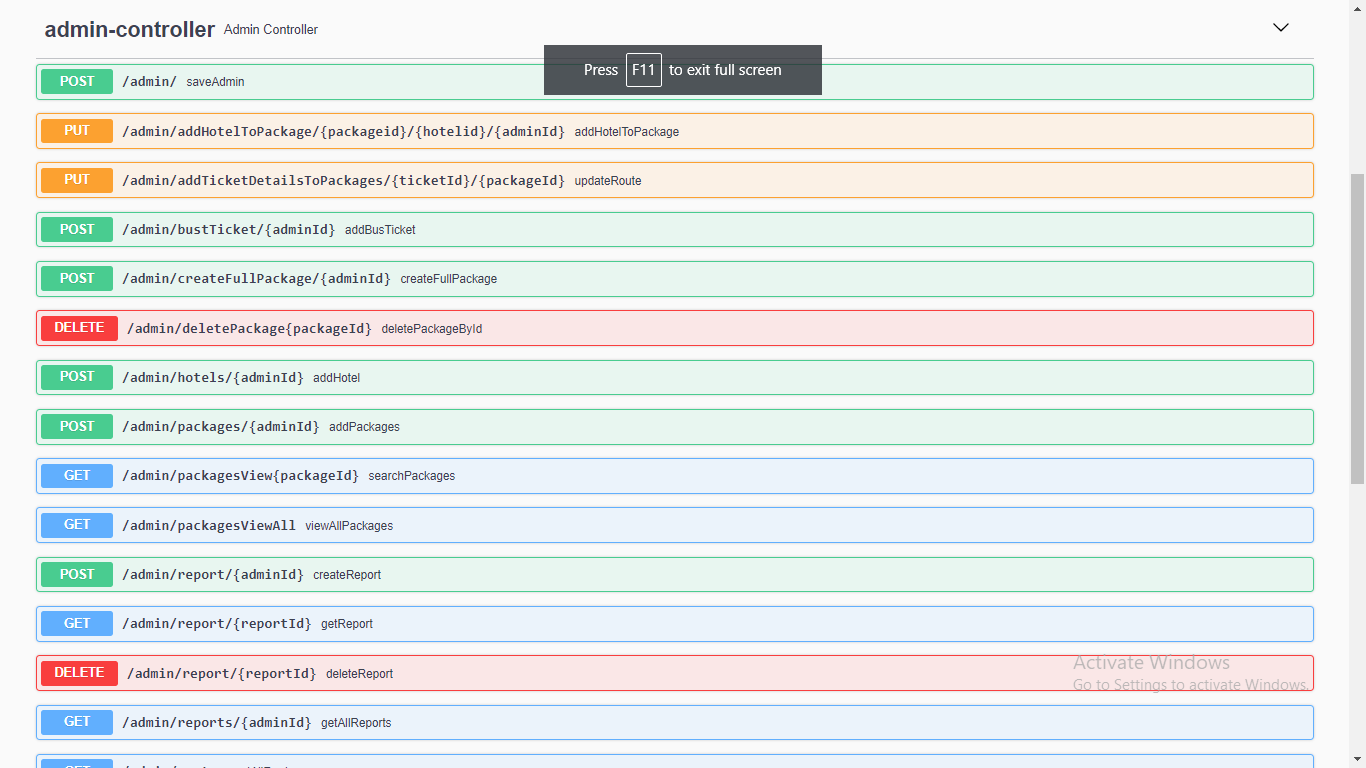 admin-controller Admin Controller
Press F11 to exit full screen
POST /admin/ saveAdmin
PUT /admin/addHotelToPackage/{packageid}/{hotelid}/{adminId} addHotelToPackage
PUT /admin/addTicketDetailsToPackages/{ticketId}/{packageId} updateRoute
POST /admin/bustTicket/{adminId} addBusTicket
POST /admin/createFullPackage/{adminId} createFullPackage
DELETE /admin/deletePackage{packageId} deletePackageById
POST /admin/hotels/{adminId} addHotel
POST /admin/packages/{adminId} addPackages
GET /admin/packagesView{packageId} searchPackages
GET /admin/packagesViewAll viewAllPackages
POST /admin/report/{adminId} createReport
GET /admin/report/{reportId} getReport
DELETE /admin/report/{reportId} deleteReport
Activate Windows
Go to Settings to activate Windows.
GET /admin/reports/{adminId} getAllReports
GET